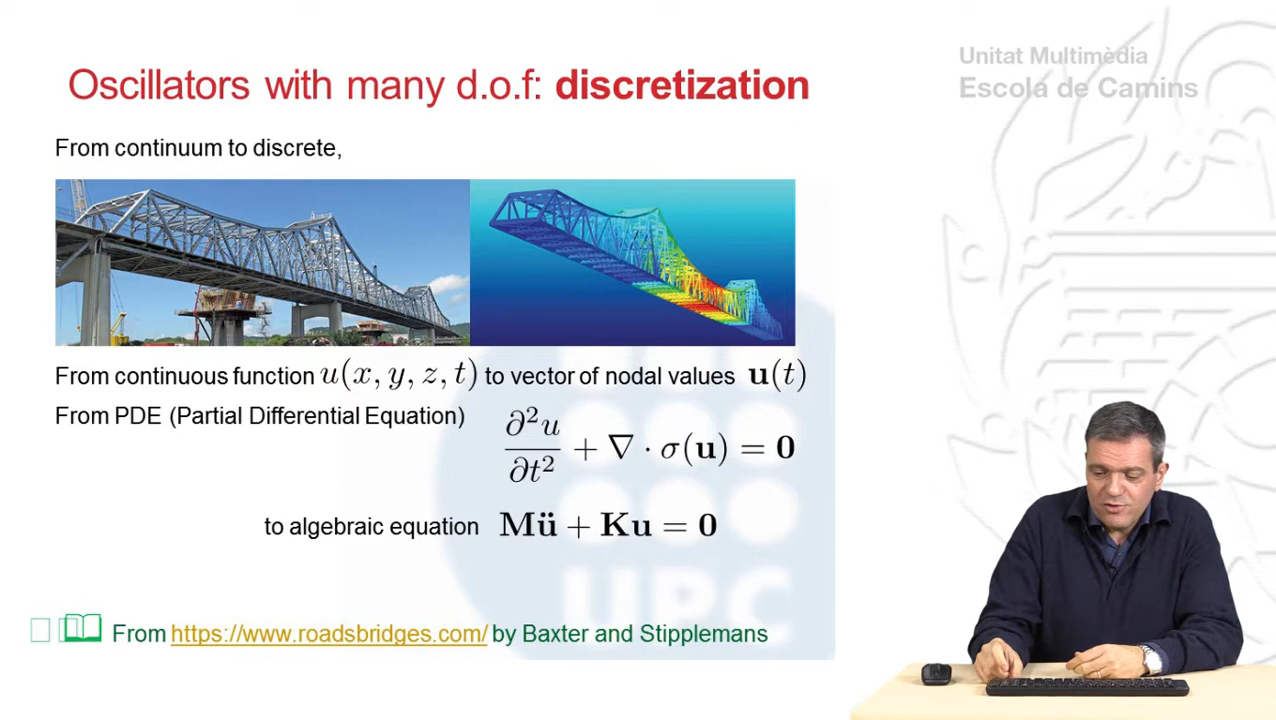 Unitat Multimèdia
Escola de Camins
Oscillators with many d.o.f: discretization
From continuum to discrete,
From continuous function u(x, y, z, t) to vector of nodal values u(t)
From PDE (Partial Differential Equation)
∂²u/∂t² + ∇ · σ(u) = 0
to algebraic equation Mü + Ku = 0
UPC
From https://www.roadsbridges.com/ by Baxter and Stipplemans